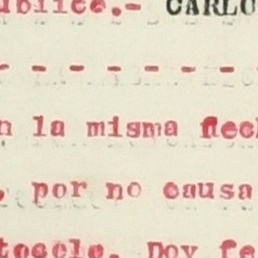 ublico.- CARLO
- - - - - - -
n la misma fech
, por no causa
tocolo. Doy fe